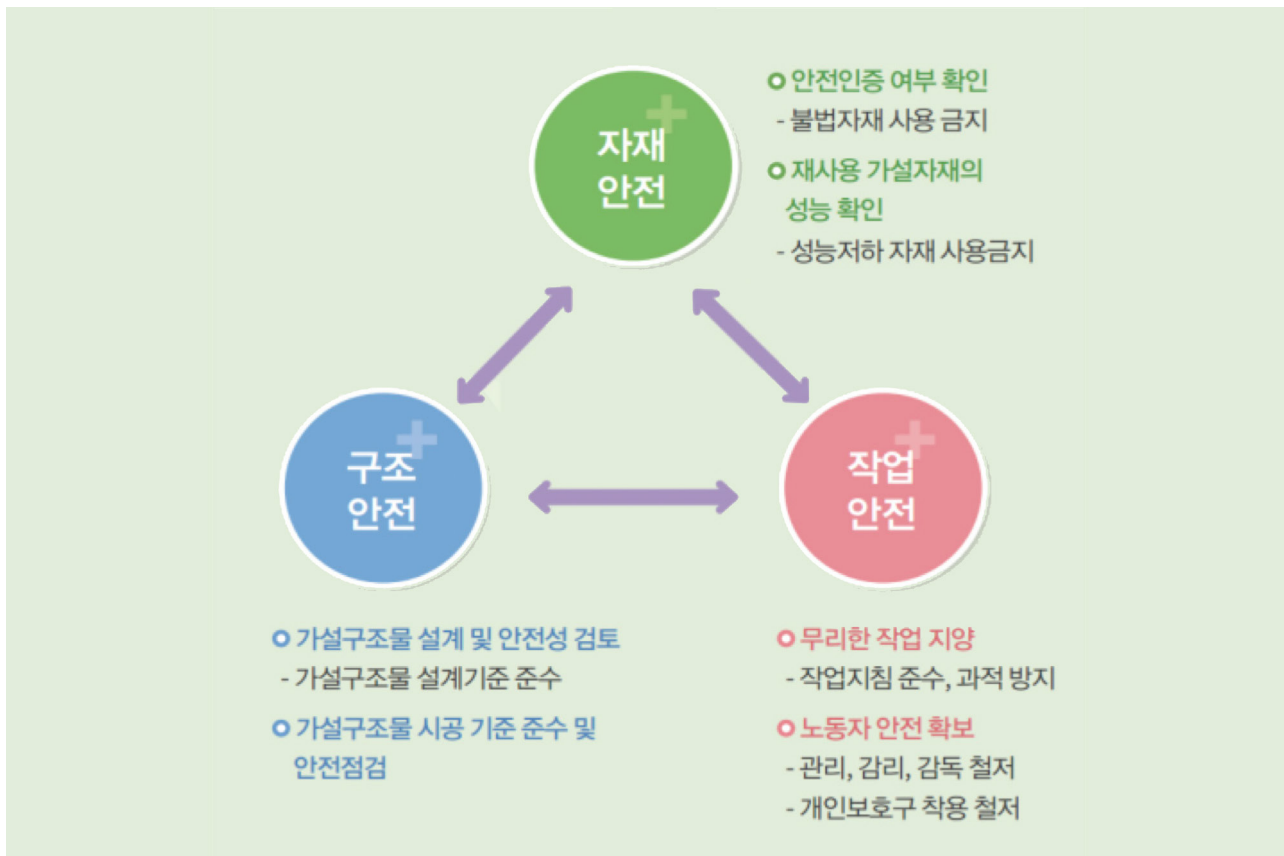 자재
안전
안전인증 여부 확인
- 불법자재 사용 금지
재사용 가설자재의
성능 확인
- 성능저하 자재 사용금지
구조
안전
가설구조물 설계 및 안전성 검토
- 가설구조물 설계기준 준수
가설구조물 시공 기준 준수 및
안전점검
작업
안전
무리한 작업 지양
- 작업지침 준수, 과적 방지
노동자 안전 확보
- 관리, 감리, 감독 철저
- 개인보호구 착용 철저